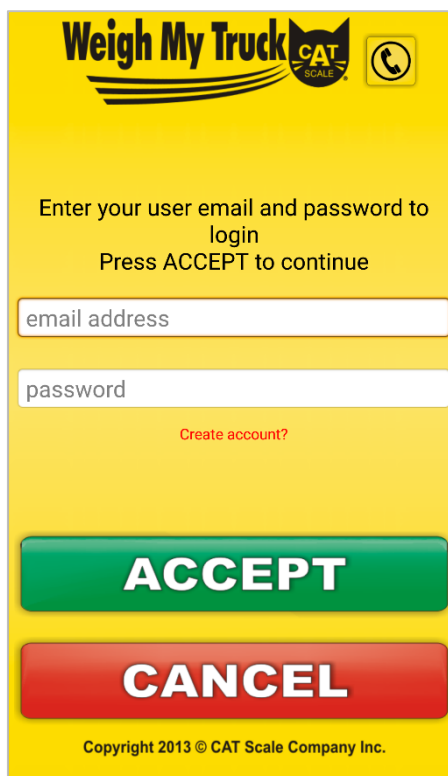 Weigh My Truck CAT
SCALE
Enter your user email and password to
login
Press ACCEPT to continue
email address
password
Create account?
ACCEPT
CANCEL
Copyright 2013 © CAT Scale Company Inc.